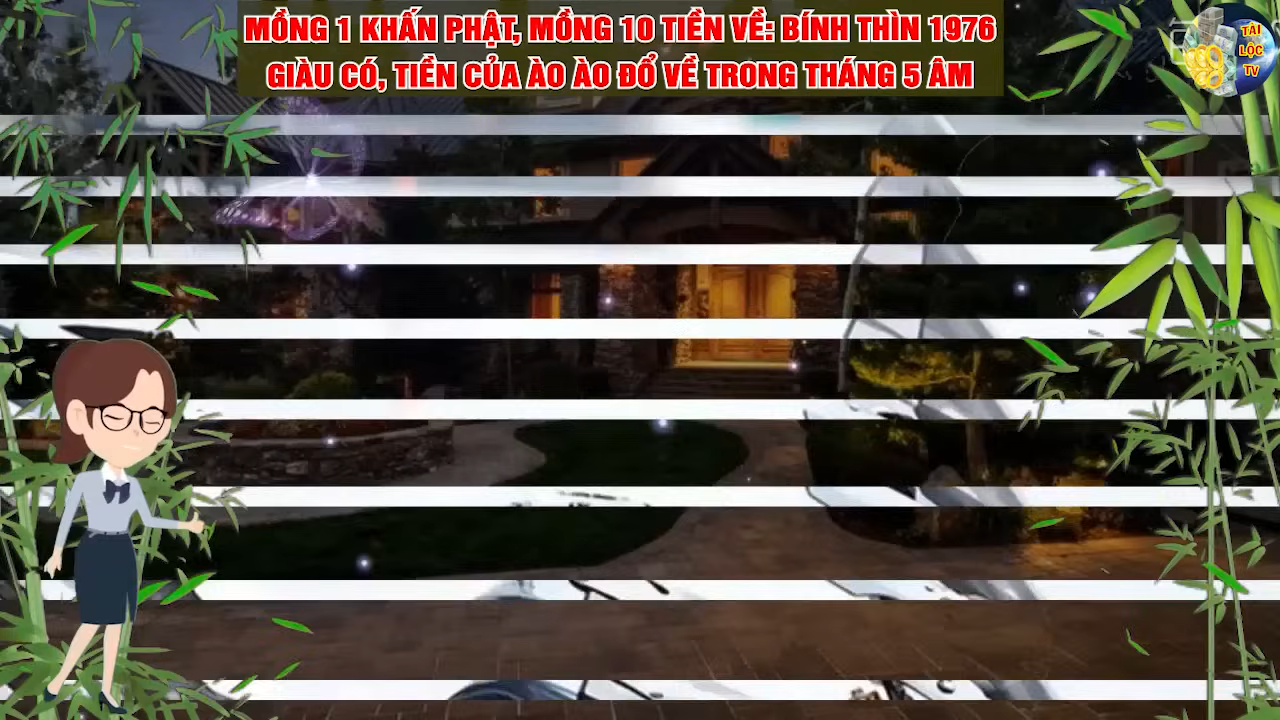 MỒNG 1 KHẤN PHẬT, MỒNG 10 TIỀN VỀ: BÍNH THÌN 1976
GIÀU CÓ, TIỀN CỦA ÀO ÀO ĐỔ VỀ TRONG THÁNG 5 ÂM
TÀI
LỘC
TV